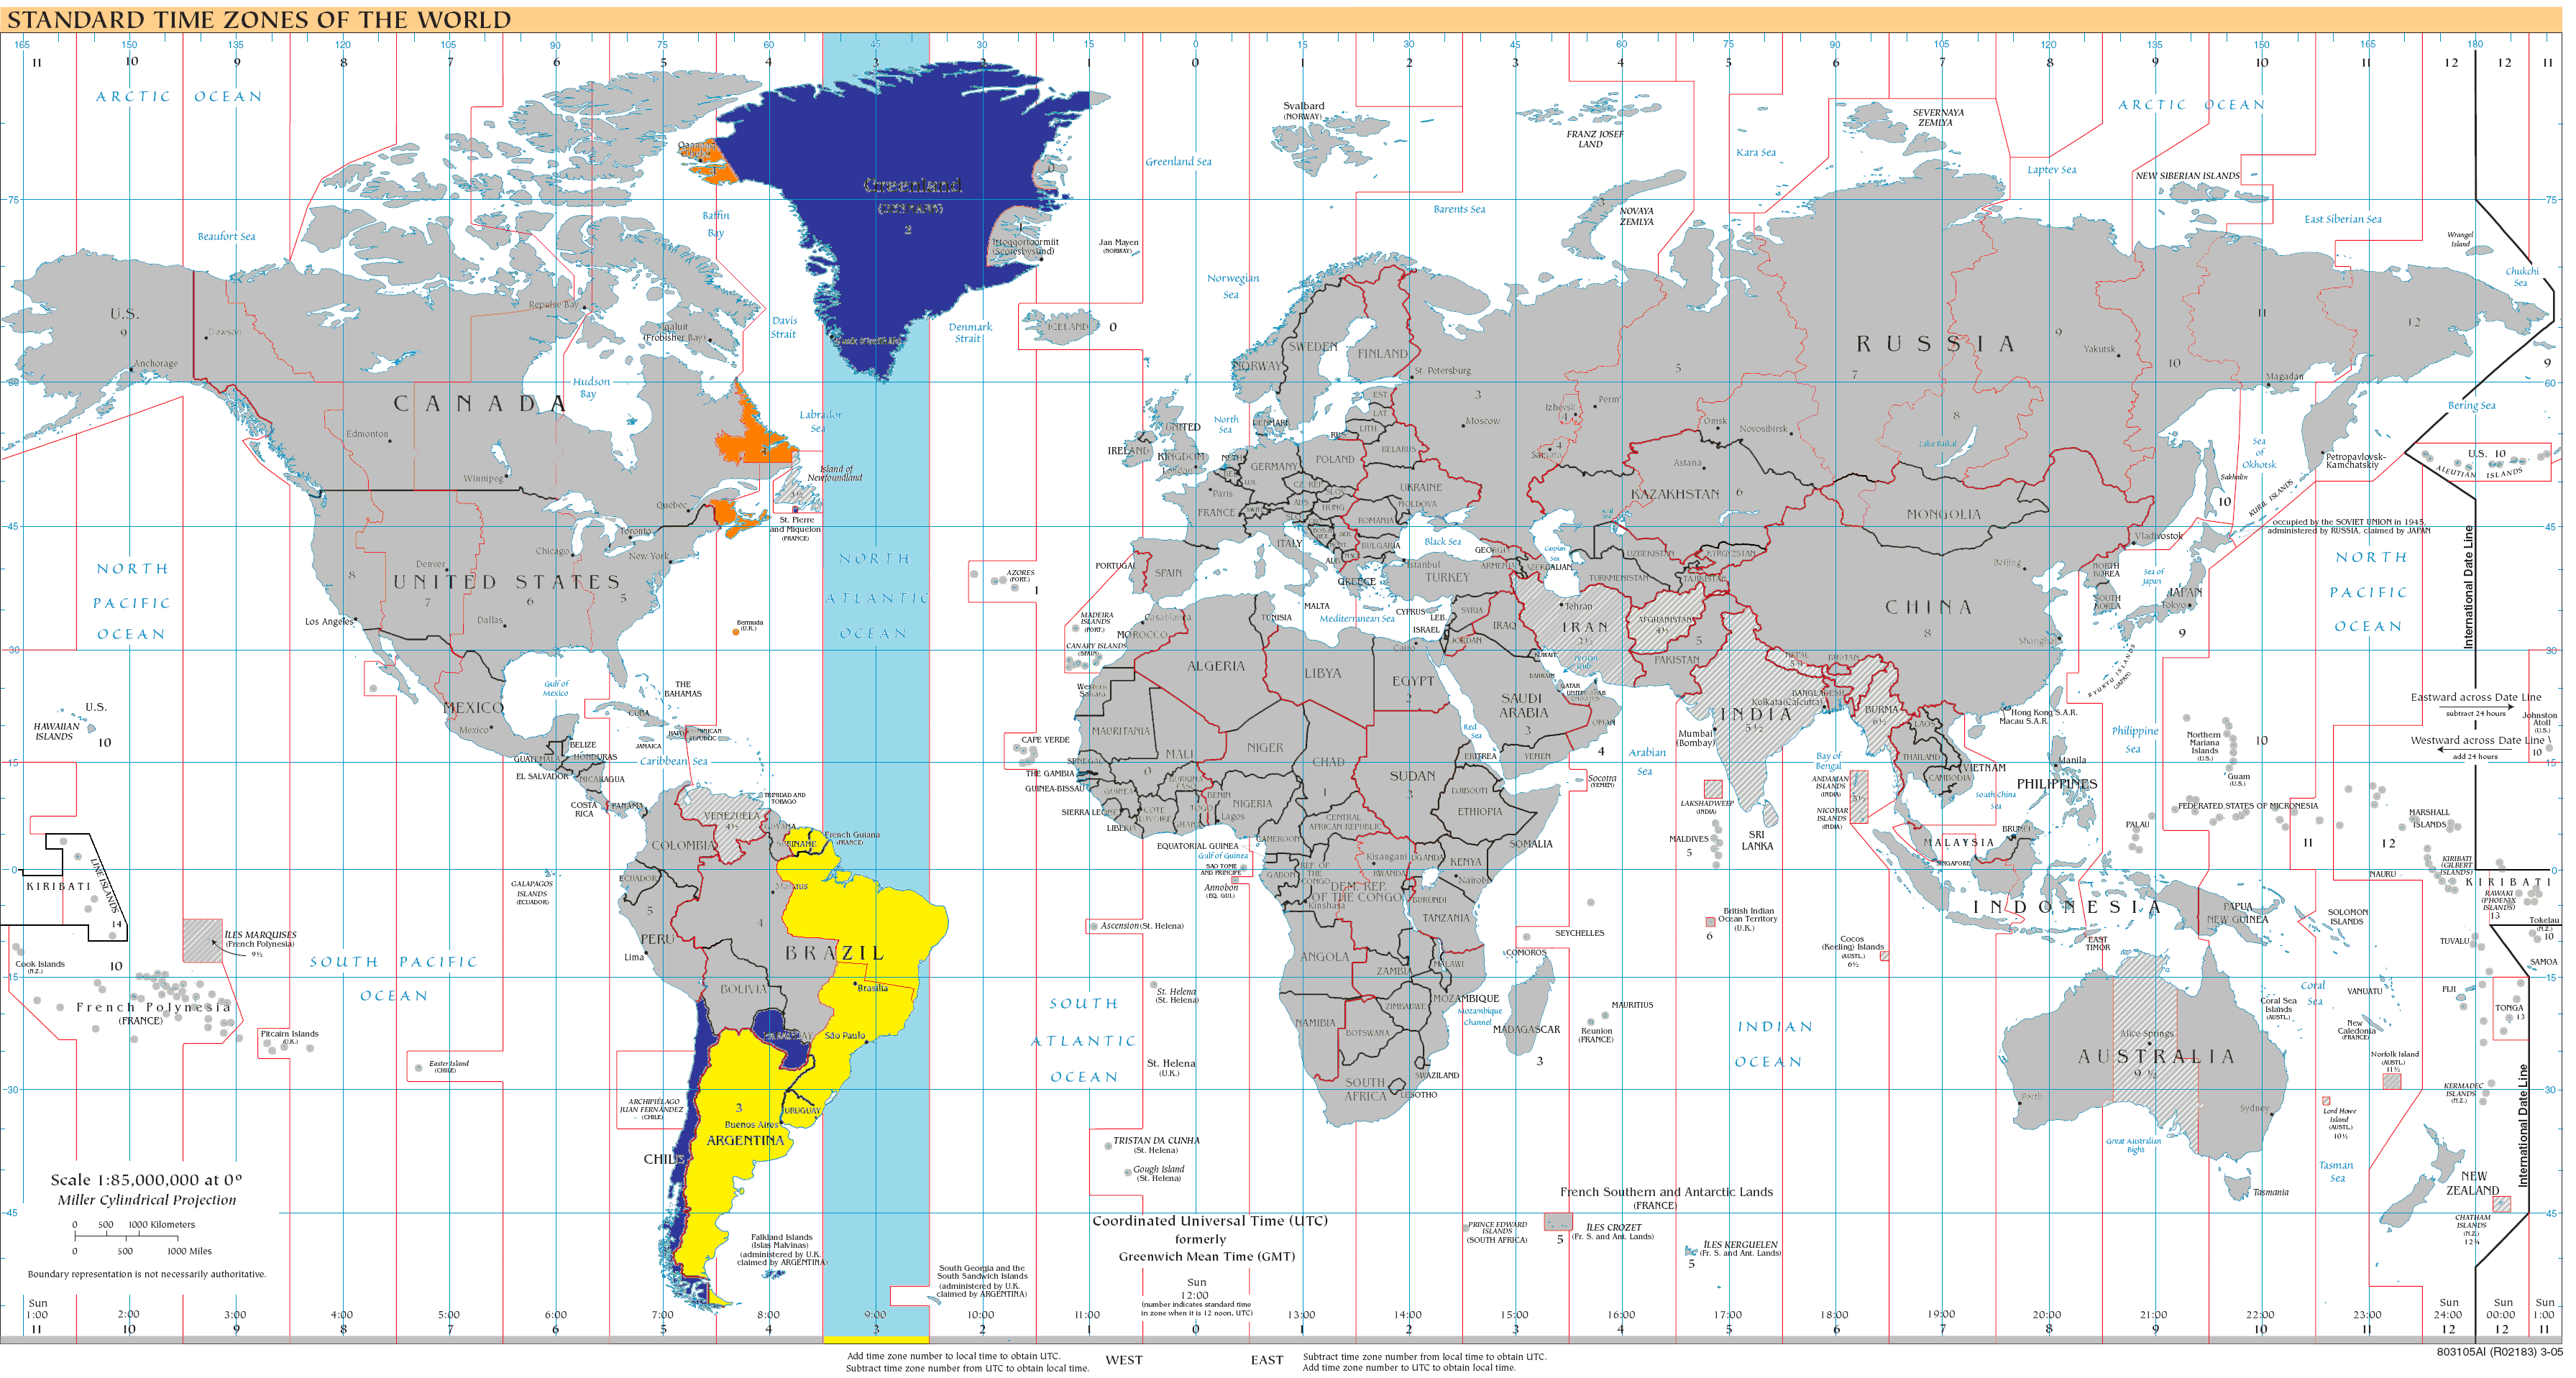 STANDARD TIME ZONES OF THE WORLD
165 150 135 120 105 90 75 60 45 30 15 0 15 30 45 60 75 90 105 120 135 150 165 180
11 10 9 8 7 6 5 4 3 2 1 0 1 2 3 4 5 6 7 8 9 10 11 12 12 11
ARCTIC OCEAN
Beaufort Sea
Baffin
Bay
Greenland
2
Greenland Sea
Svalbard
(NORWAY)
FRANZ JOSEF
LAND
SEVERNAYA
ZEMLYA
Kara Sea
Laptev Sea
ARCTIC OCEAN
NEW SIBERIAN ISLANDS
East Siberian Sea
Barents Sea
NOVAYA
ZEMLYA
Wrangel
Island
Chukchi
Sea
75
75
Ittoqqortoormiit
(Scoresbysund)
Jan Mayen
(NORWAY)
Norwegian
Sea
Denmark
Strait
ICELAND
0
Davis
Strait
U.S.
9
Dawson
Anchorage
Repulse Bay
Iqaluit
(Frobisher Bay)
60
60
Hudson
Bay
Labrador
Sea
CANADA
Edmonton
Winnipeg
Québec
Toronto
Island of
Newfoundland
3½
St. Pierre
and Miquelon
(FRANCE)
NORWAY
SWEDEN
FINLAND
St. Petersburg
RUSSIA
Yakutsk
Magadan
Moscow
Izhevsk
Perm'
Samara
Omsk
Novosibirsk
Lake Baikal
Astana
Bering Sea
Sea
of
Okhotsk
Sakhalin
Petropavlovsk-
Kamchatskiy
U.S. 10
ALEUTIAN ISLANDS
KURIL ISLANDS
occupied by the SOVIET UNION in 1945,
administered by RUSSIA, claimed by JAPAN
North
Sea
DENMARK
UNITED
KINGDOM
London
IRELAND
EST.
LAT.
LITH.
BELARUS
POLAND
GERMANY
UKRAINE
MOLDOVA
ROMANIA
BULGARIA
Paris
FRANCE
ITALY
GREECE
PORTUGAL
SPAIN
Black Sea
Istanbul
TURKEY
Caspian
Sea
KAZAKHSTAN
6
MONGOLIA
UZBEKISTAN
KYRGYZSTAN
TURKMENISTAN
TAJIKISTAN
Vladivostok
45
45
UNITED STATES
Chicago
New York
Denver
Dallas
Los Angeles
NORTH
PACIFIC
OCEAN
NORTH
ATLANTIC
OCEAN
Bermuda
(U.K.)
AZORES
(PORT.)
1
MADEIRA
ISLANDS
(PORT.)
CANARY ISLANDS
(SPAIN)
Casablanca
MOROCCO
Western
Sahara
ALGERIA
TUNISIA
MALTA
Mediterranean Sea
CYPRUS
LEB.
ISRAEL
SYRIA
IRAQ
JORDAN
KUWAIT
Tehran
IRAN
3½
AFGHANISTAN
4½
PAKISTAN
5
CHINA
8
Beijing
Shanghai
NORTH
KOREA
SOUTH
KOREA
Sea of
Japan
JAPAN
Tokyo
9
RYUKYU ISLANDS
(JAPAN)
NORTH
PACIFIC
OCEAN
International Date Line
30
30
U.S.
HAWAIIAN
ISLANDS
10
MEXICO
Mexico
Gulf of
Mexico
THE
BAHAMAS
CUBA
JAMAICA
HAITI
DOMINICAN
REPUBLIC
BELIZE
HONDURAS
GUATEMALA
EL SALVADOR
NICARAGUA
COSTA
RICA
PANAMA
Caribbean Sea
TRINIDAD AND
TOBAGO
VENEZUELA
4½
GUYANA
SURINAME
French Guiana
(FRANCE)
COLOMBIA
ECUADOR
GALAPAGOS
ISLANDS
(ECUADOR)
CAPE VERDE
SENEGAL
THE GAMBIA
GUINEA-BISSAU
GUINEA
SIERRA LEONE
LIBERIA
MAURITANIA
MALI
NIGER
LIBYA
Cairo
EGYPT
2
CHAD
SUDAN
3
Red
Sea
SAUDI
ARABIA
3
QATAR
OMAN
YEMEN
ERITREA
DJIBOUTI
ETHIOPIA
SOMALIA
Socotra
(YEMEN)
4
Arabian
Sea
INDIA
5½
Kolkata(Calcutta)
Mumbai
(Bombay)
NEPAL
BHUTAN
BANGLADESH
BURMA
6½
LAOS
THAILAND
CAMBODIA
VIETNAM
Hong Kong S.A.R.
Macau S.A.R.
Bay of
Bengal
ANDAMAN
ISLANDS
(INDIA)
5½
NICOBAR
ISLANDS
(INDIA)
LAKSHADWEEP
(INDIA)
MALDIVES
5
SRI
LANKA
South China
Sea
Manila
PHILIPPINES
Philippine
Sea
Northern
Mariana
Islands
(U.S.)
10
Guam
(U.S.)
FEDERATED STATES OF MICRONESIA
PALAU
11
MARSHALL
ISLANDS
12
Eastward across Date Line
subtract 24 hours
Westward across Date Line
add 24 hours
Johnston
Atoll
(U.S.)
10
15
15
BENIN
TOGO
GHANA
NIGERIA
Lagos
CAMEROON
CENTRAL
AFRICAN REPUBLIC
EQUATORIAL GUINEA
Gulf of Guinea
SAO TOME
AND PRINCIPE
Annobon
(EQ. GUI.)
GABON
REP. OF
THE
CONGO
DEM. REP.
OF THE CONGO
Kinshasa
Kisangani
UGANDA
RWANDA
BURUNDI
KENYA
Nairobi
TANZANIA
SEYCHELLES
COMOROS
BRUNEI
MALAYSIA
SINGAPORE
INDONESIA
EAST
TIMOR
PAPUA
NEW GUINEA
SOLOMON
ISLANDS
NAURU
KIRIBATI
(GILBERT
ISLANDS)
KIRIBATI
RAWAKI
(PHOENIX
ISLANDS)
13
Tokelau
(N.Z.)
10
TUVALU
SAMOA
0
0
KIRIBATI
LINE ISLANDS
14
ÎLES MARQUISES
(French Polynesia)
9½
Cook Islands
(N.Z.)
10
French Polynesia
(FRANCE)
Pitcairn Islands
(U.K.)
SOUTH PACIFIC
OCEAN
Easter Island
(CHILE)
PERU
Lima
5
4
Manaus
BRAZIL
Brasília
BOLIVIA
São Paulo
Ascension(St. Helena)
St. Helena
(St. Helena)
SOUTH
ATLANTIC
OCEAN
St. Helena
(U.K.)
ANGOLA
ZAMBIA
MALAWI
MOZAMBIQUE
ZIMBABWE
NAMIBIA
BOTSWANA
SOUTH
AFRICA
SWAZILAND
LESOTHO
Mozambique
Channel
MADAGASCAR
3
MAURITIUS
Reunion
(FRANCE)
British Indian
Ocean Territory
(U.K.)
6
Cocos
(Keeling) Islands
(AUSTL.)
6½
INDIAN
OCEAN
AUSTRALIA
9½
Alice Springs
Perth
Sydney
Great Australian
Bight
Tasmania
Coral Sea
Islands
(AUSTL.)
Coral
Sea
VANUATU
New
Caledonia
(FRANCE)
FIJI
TONGA
13
Norfolk Island
(AUSTL.)
11½
Lord Howe
Island
(AUSTL.)
10½
KERMADEC
ISLANDS
(N.Z.)
Tasman
Sea
NEW
ZEALAND
CHATHAM
ISLANDS
(N.Z.)
12¾
International Date Line
15
15
30
30
45
45
ARCHIPIÉLAGO
JUAN FERNÁNDEZ
(CHILE)
3
URUGUAY
Buenos Aires
ARGENTINA
CHILE
TRISTAN DA CUNHA
(St. Helena)
Gough Island
(St. Helena)
Falkland Islands
(Islas Malvinas)
(administered by U.K.
claimed by ARGENTINA)
South Georgia and the
South Sandwich Islands
(administered by U.K.
claimed by ARGENTINA)
French Southern and Antarctic Lands
(FRANCE)
PRINCE EDWARD
ISLANDS
(SOUTH AFRICA)
5
ÎLES CROZET
(Fr. S. and Ant. Lands)
ÎLES KERGUELEN
(Fr. S. and Ant. Lands)
5
Scale 1:85,000,000 at 0º
Miller Cylindrical Projection
0 500 1000 Kilometers
0 500 1000 Miles
Boundary representation is not necessarily authoritative.
Coordinated Universal Time (UTC)
formerly
Greenwich Mean Time (GMT)
Sun
12:00
(number indicates standard time
in zone when it is 12 noon, UTC)
Sun
1:00 2:00 3:00 4:00 5:00 6:00 7:00 8:00 9:00 10:00 11:00 13:00 14:00 15:00 16:00 17:00 18:00 19:00 20:00 21:00 22:00 23:00
Sun
24:00
Sun
00:00
Sun
1:00
11 10 9 8 7 6 5 4 3 2 1 0 1 2 3 4 5 6 7 8 9 10 11 12 12 11
Add time zone number to local time to obtain UTC.
Subtract time zone number from UTC to obtain local time.
WEST
EAST
Subtract time zone number from local time to obtain UTC.
Add time zone number to UTC to obtain local time.
803105AI (R02183) 3-05